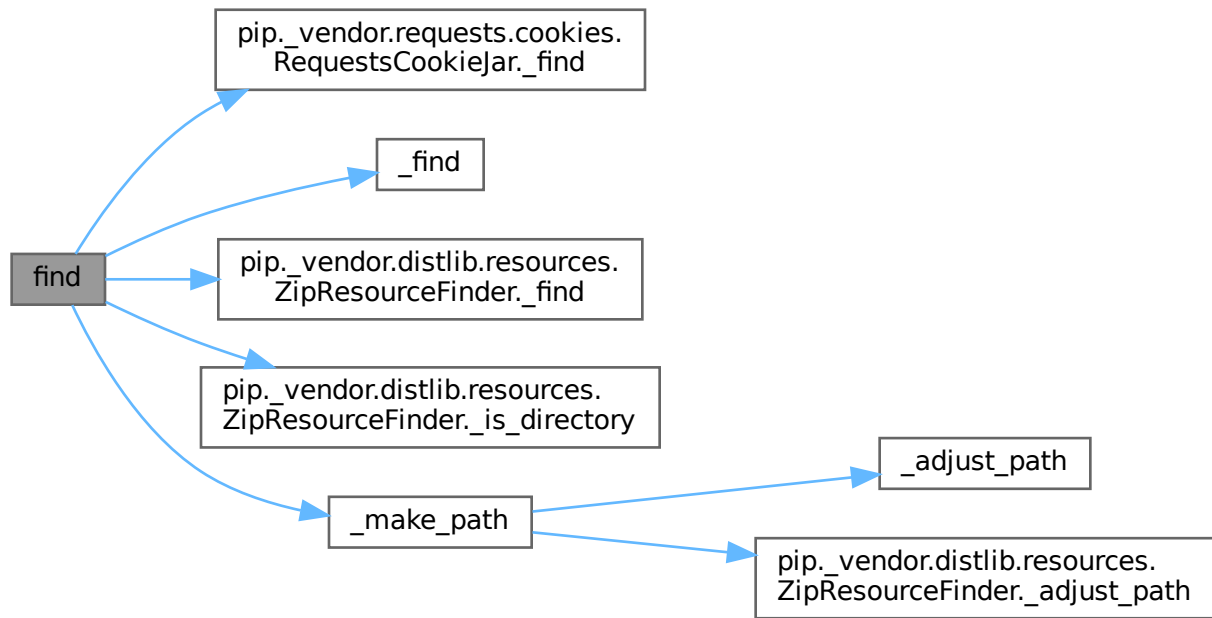 pip._vendor.requests.cookies.
RequestsCookieJar._find
_find
find
pip._vendor.distlib.resources.
ZipResourceFinder._find
pip._vendor.distlib.resources.
ZipResourceFinder._is_directory
_adjust_path
_make_path
pip._vendor.distlib.resources.
ZipResourceFinder._adjust_path